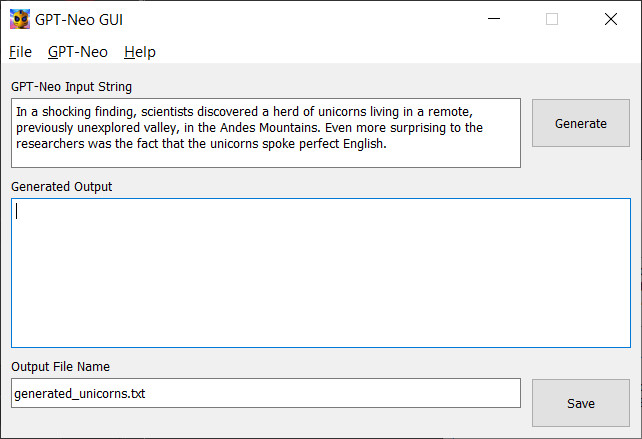 GPT-Neo GUI
File GPT-Neo Help
GPT-Neo Input String
In a shocking finding, scientists discovered a herd of unicorns living in a remote,
previously unexplored valley, in the Andes Mountains. Even more surprising to the
researchers was the fact that the unicorns spoke perfect English.
Generate
Generated Output
Output File Name
generated_unicorns.txt
Save